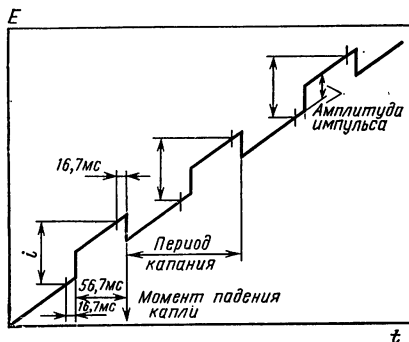 E
Амплитуда
импульса
16,7мс
Период
капания
i
56,7мс
Момент падения
капли
16,7мс
t